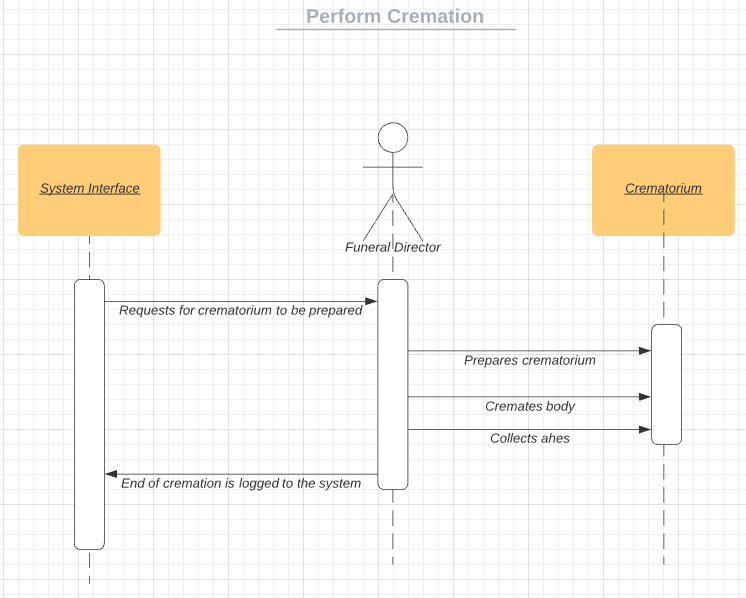 Perform Cremation
System Interface
Crematorium
Funeral Director
Requests for crematorium to be prepared
Prepares crematorium
Cremates body
Collects ahes
End of cremation is logged to the system